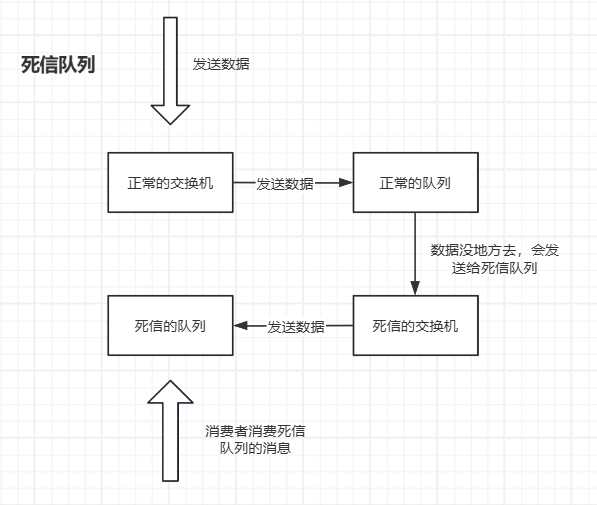 死信队列
发送数据
正常的交换机
发送数据
正常的队列
数据没地方去，会发
送给死信队列
死信的队列
发送数据
死信的交换机
消费者消费死信
队列的消息